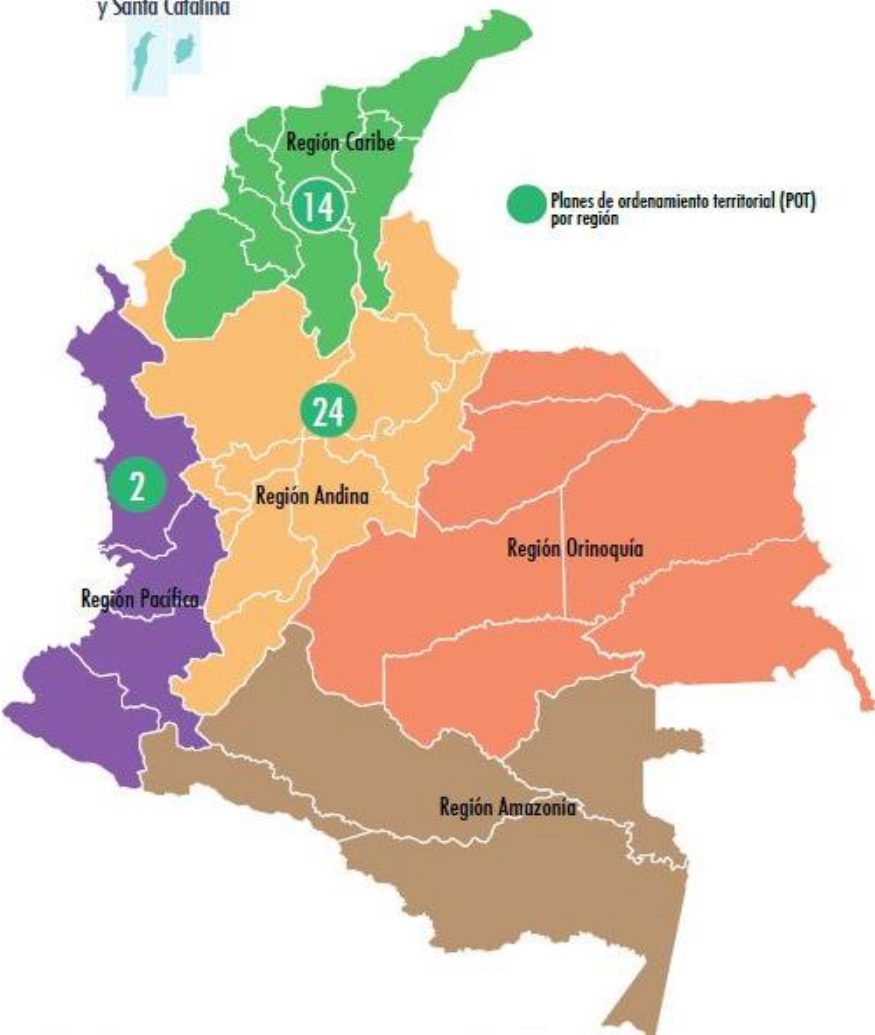 y Santa Catalina
Región Caribe
14
Planes de ordenamiento territorial (POT)
por región
24
2
Región Andina
Región Orinoquía
Región Pacífica
Región Amazonía